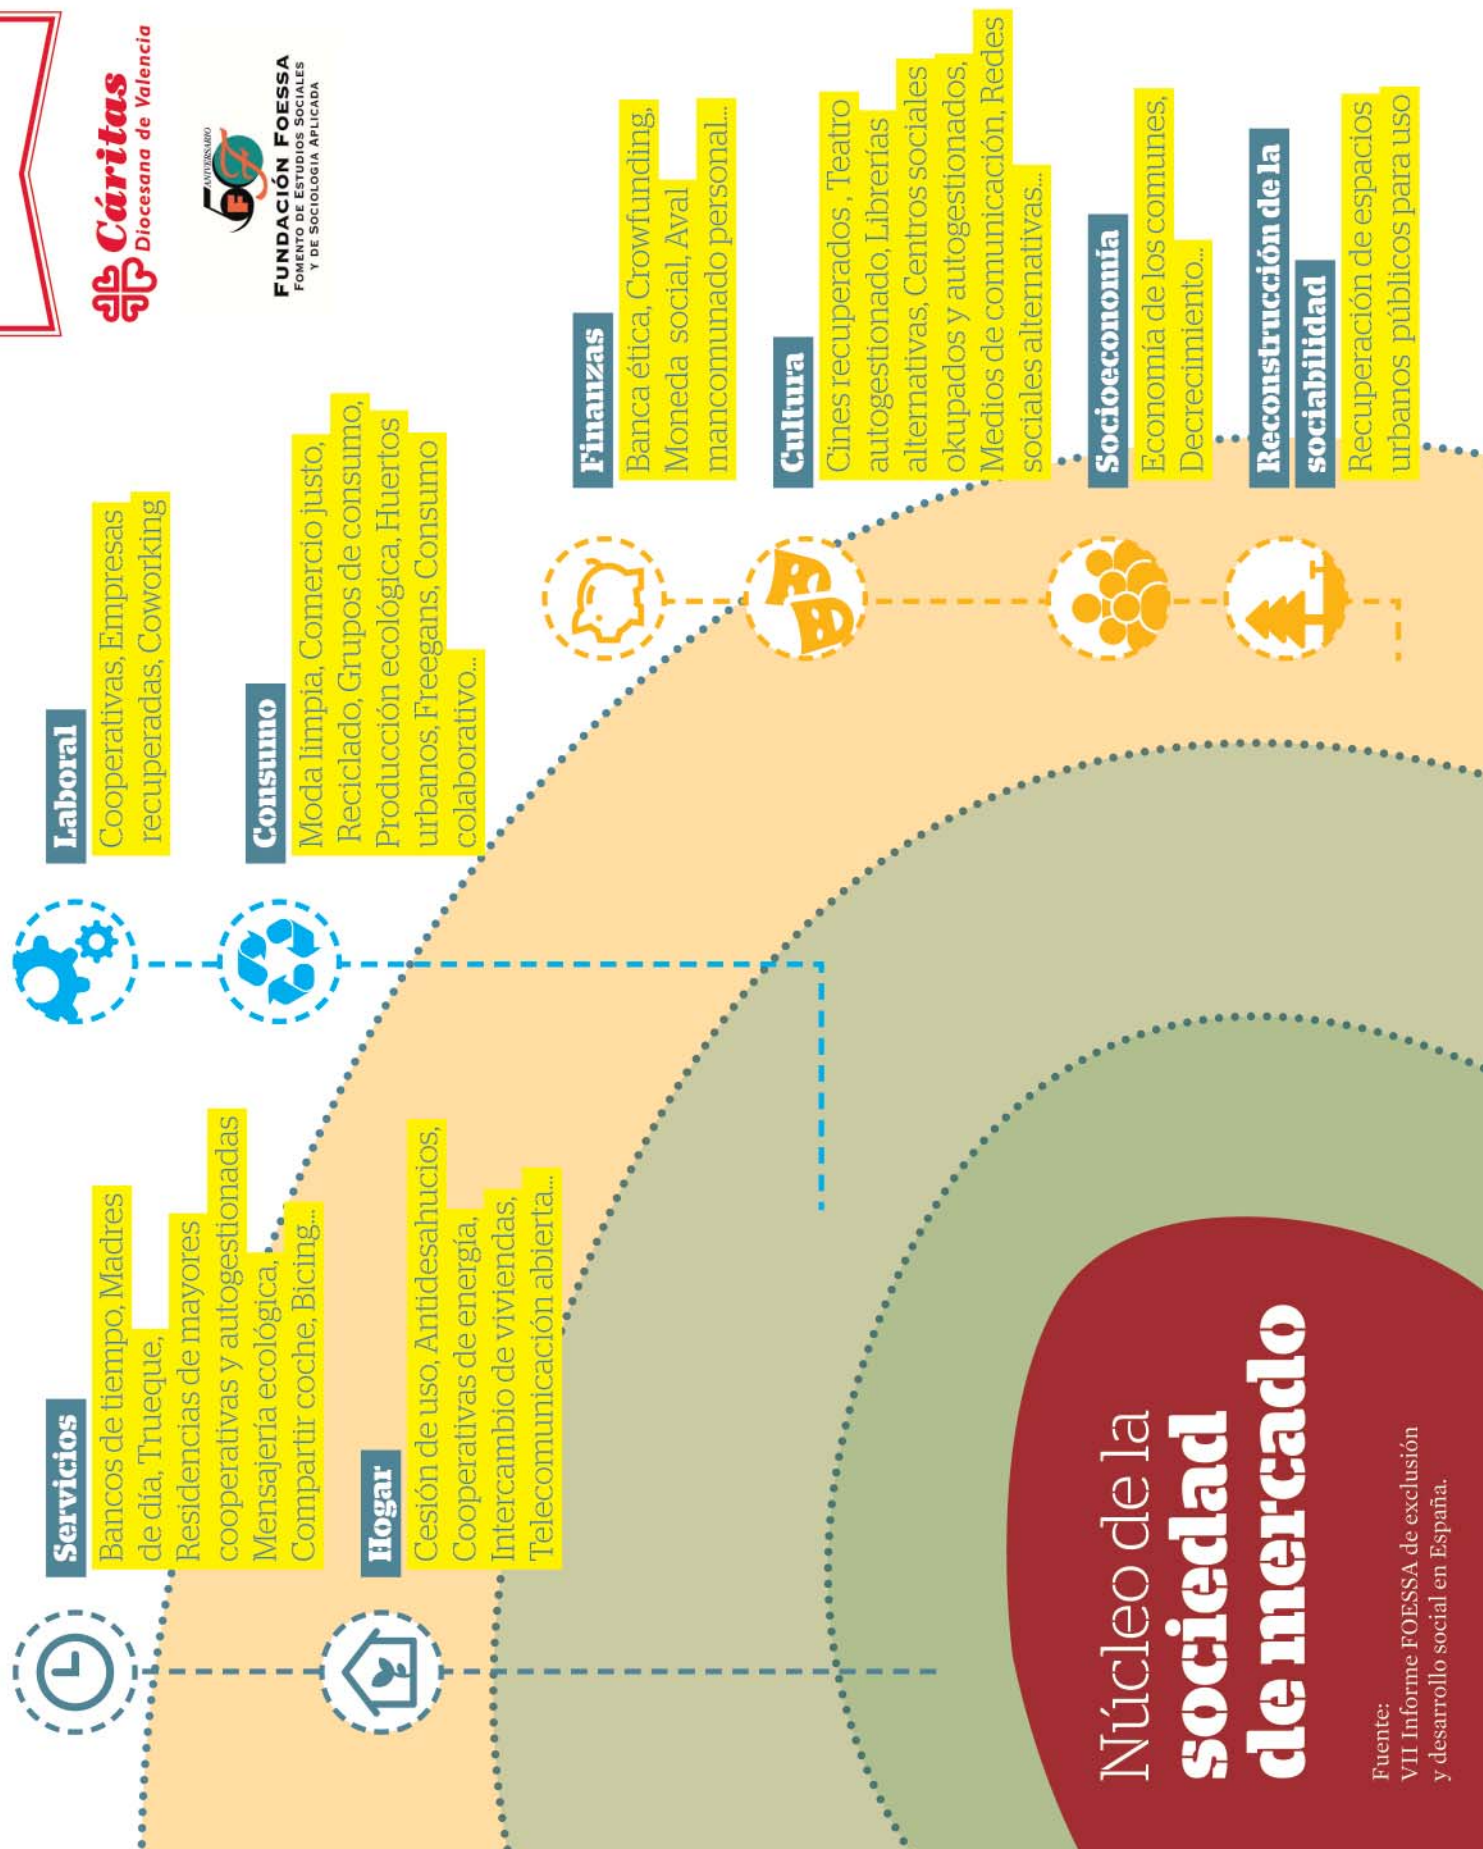 Cáritas
Diocesana de Valencia
50 ANIVERSARIO
F
FUNDACIÓN FOESSA
FOMENTO DE ESTUDIOS SOCIALES
Y DE SOCIOLOGIA APLICADA
Servicios
Bancos de tiempo, Madres
de día, Trueque,
Residencias de mayores
cooperativas y autogestionadas
Mensajería ecológica,
Compartir coche, Bicing...
Hogar
Cesión de uso, Antidesahucios,
Cooperativas de energía,
Intercambio de viviendas,
Telecomunicación abierta...
Laboral
Cooperativas, Empresas
recuperadas, Coworking
Consumo
Moda limpia, Comercio justo,
Reciclado, Grupos de consumo,
Producción ecológica, Huertos
urbanos, Freegans, Consumo
colaborativo...
Finanzas
Banca ética, Crowfunding,
Moneda social, Aval
mancomunado personal...
Cultura
Cines recuperados , Teatro
autogestionado, Librerías
alternativas, Centros sociales
okupados y autogestionados,
Medios de comunicación, Redes
sociales alternativas...
Socioeconomía
Economía de los comunes,
Decrecimiento...
Reconstrucción de la
sociabilidad
Recuperación de espacios
urbanos públicos para uso
Núcleo de la
sociedad
de mercado
Fuente:
VII Informe FOESSA de exclusión
y desarrollo social en España.